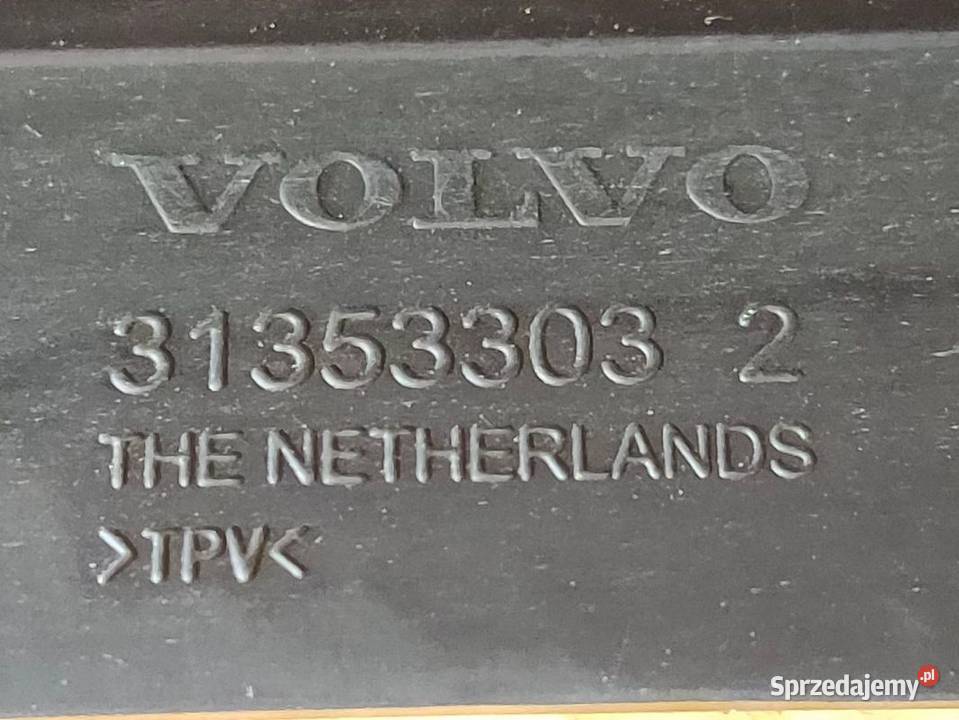 VOLVO
31353303 2
THE NETHERLANDS
>TPV<
Sprzedajemy.pl